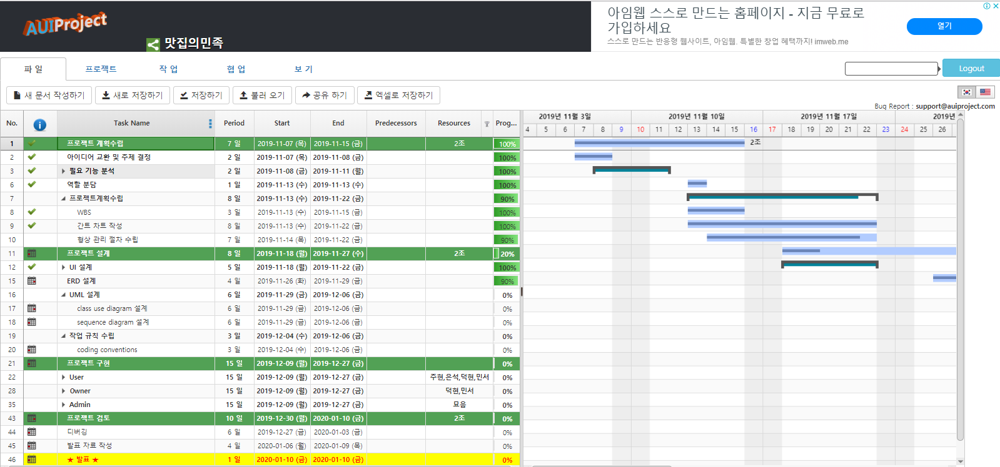 AUIProject
맛집의민족
아임웹 스스로 만드는 홈페이지 - 지금 무료로
가입하세요
스스로 만드는 반응형 웹사이트, 아임웹. 특별한 창업 혜택까지! imweb.me
열기
파 일 프로젝트 작 업 협 업 보 기
Logout
새 문서 작성하기 새로 저장하기 저장하기 불러 오기 공유 하기 엑셀로 저장하기
Bug Report : support@auiproject.com
No. Task Name Period Start End Predecessors Resources Prog...
2019년 11월 3일 2019년 11월 10일 2019년 11월 17일 2019년
4 5 6 7 8 9 10 11 12 13 14 15 16 17 18 19 20 21 22 23 24 25 26
1 프로젝트 계획수립 7 일 2019-11-07 (목) 2019-11-15 (금) 2조 100% 2조
2 아이디어 교환 및 주제 결정 2 일 2019-11-07 (목) 2019-11-08 (금) 100%
3 필요 기능 분석 2 일 2019-11-08 (금) 2019-11-11 (월) 100%
6 역할 분담 1 일 2019-11-13 (수) 2019-11-13 (수) 100%
7 프로젝트계획수립 8 일 2019-11-13 (수) 2019-11-22 (금) 90%
8 WBS 3 일 2019-11-13 (수) 2019-11-15 (금) 100%
9 간트 차트 작성 8 일 2019-11-13 (수) 2019-11-22 (금) 100%
10 형상 관리 절차 수립 7 일 2019-11-14 (목) 2019-11-22 (금) 90%
11 프로젝트 설계 8 일 2019-11-18 (월) 2019-11-27 (수) 2조 20%
12 UI 설계 5 일 2019-11-18 (월) 2019-11-22 (금) 100%
15 ERD 설계 4 일 2019-11-26 (화) 2019-11-29 (금) 90%
16 UML 설계 6 일 2019-11-29 (금) 2019-12-06 (금) 0%
17 class use diagram 설계 6 일 2019-11-29 (금) 2019-12-06 (금) 0%
18 sequence diagram 설계 6 일 2019-11-29 (금) 2019-12-06 (금) 0%
19 작업 규칙 수립 3 일 2019-12-04 (수) 2019-12-06 (금) 0%
20 coding conventions 3 일 2019-12-04 (수) 2019-12-06 (금) 0%
21 프로젝트 구현 15 일 2019-12-09 (월) 2019-12-27 (금) 0%
22 User 15 일 2019-12-09 (월) 2019-12-27 (금) 주현,은석,덕현,민서 0%
28 Owner 15 일 2019-12-09 (월) 2019-12-27 (금) 덕현,민서 0%
35 Admin 15 일 2019-12-09 (월) 2019-12-27 (금) 묘음 0%
43 프로젝트 검토 10 일 2019-12-30 (월) 2020-01-10 (금) 2조 0%
44 디버깅 6 일 2019-12-27 (금) 2020-01-03 (금) 0%
45 발표 자료 작성 4 일 2020-01-06 (월) 2020-01-09 (목) 0%
46 ★ 발표 ★ 1 일 2020-01-10 (금) 2020-01-10 (금) 0%